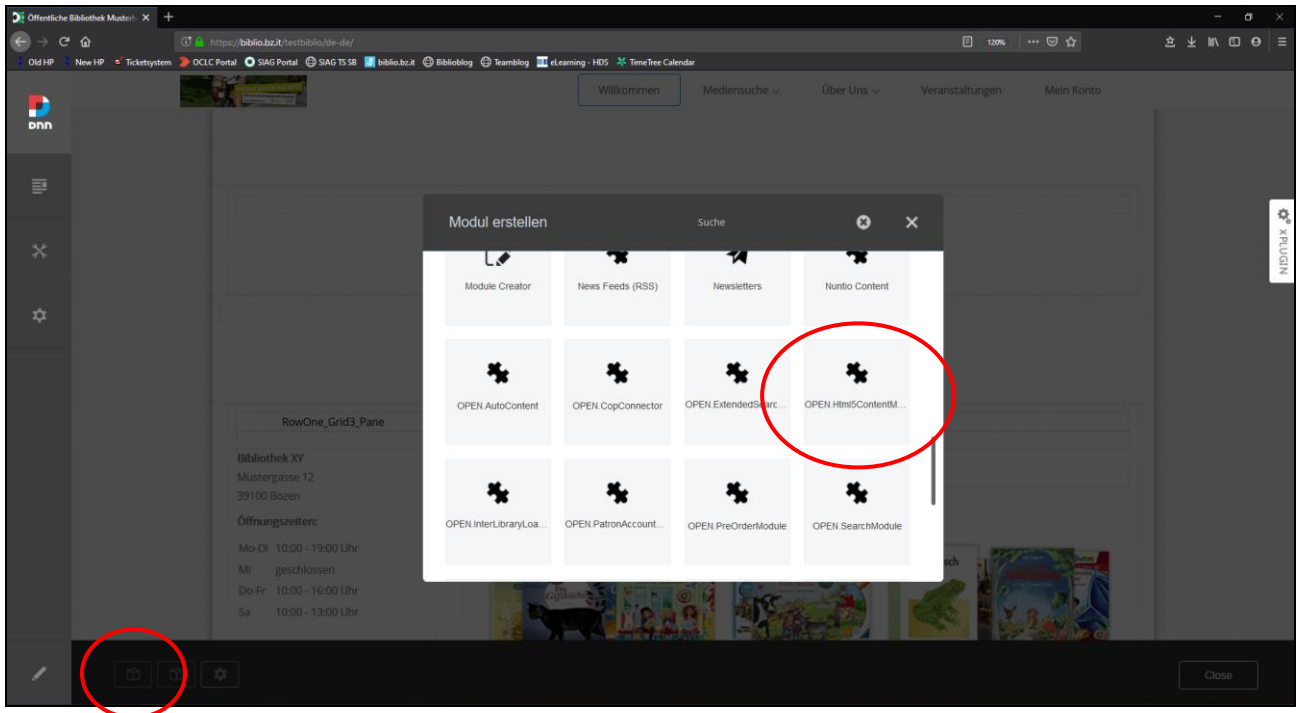 Öffentliche Bibliothek Musterh
https://biblio.bz.it/testbiblio/de-de/
120%
Old HP New HP Ticketsystem OCLC Portal SIAG Portal SIAG TS SB biblio.bz.it Biblioblog Teamblog eLearning - HDS TimeTree Calendar
Willkommen Mediensuche Über Uns Veranstaltungen Mein Konto
DNN
XPLUGIN
Modul erstellen Suche
Module Creator News Feeds (RSS) Newsletters Nuntio Content
OPEN.AutoContent OPEN.CopConnector OPEN.ExtendedSearc... OPEN.Html5ContentM...
OPEN.InterLibraryLoa... OPEN.PatronAccount... OPEN.PreOrderModule OPEN.SearchModule
RowOne_Grid3_Pane
Bibliothek XY
Mustergasse 12
39100 Bozen
Öffnungszeiten:
Mo-Di 10:00 - 19:00 Uhr
Mi geschlossen
Do-Fr 10:00 - 16:00 Uhr
Sa 10:00 - 13:00 Uhr
Close